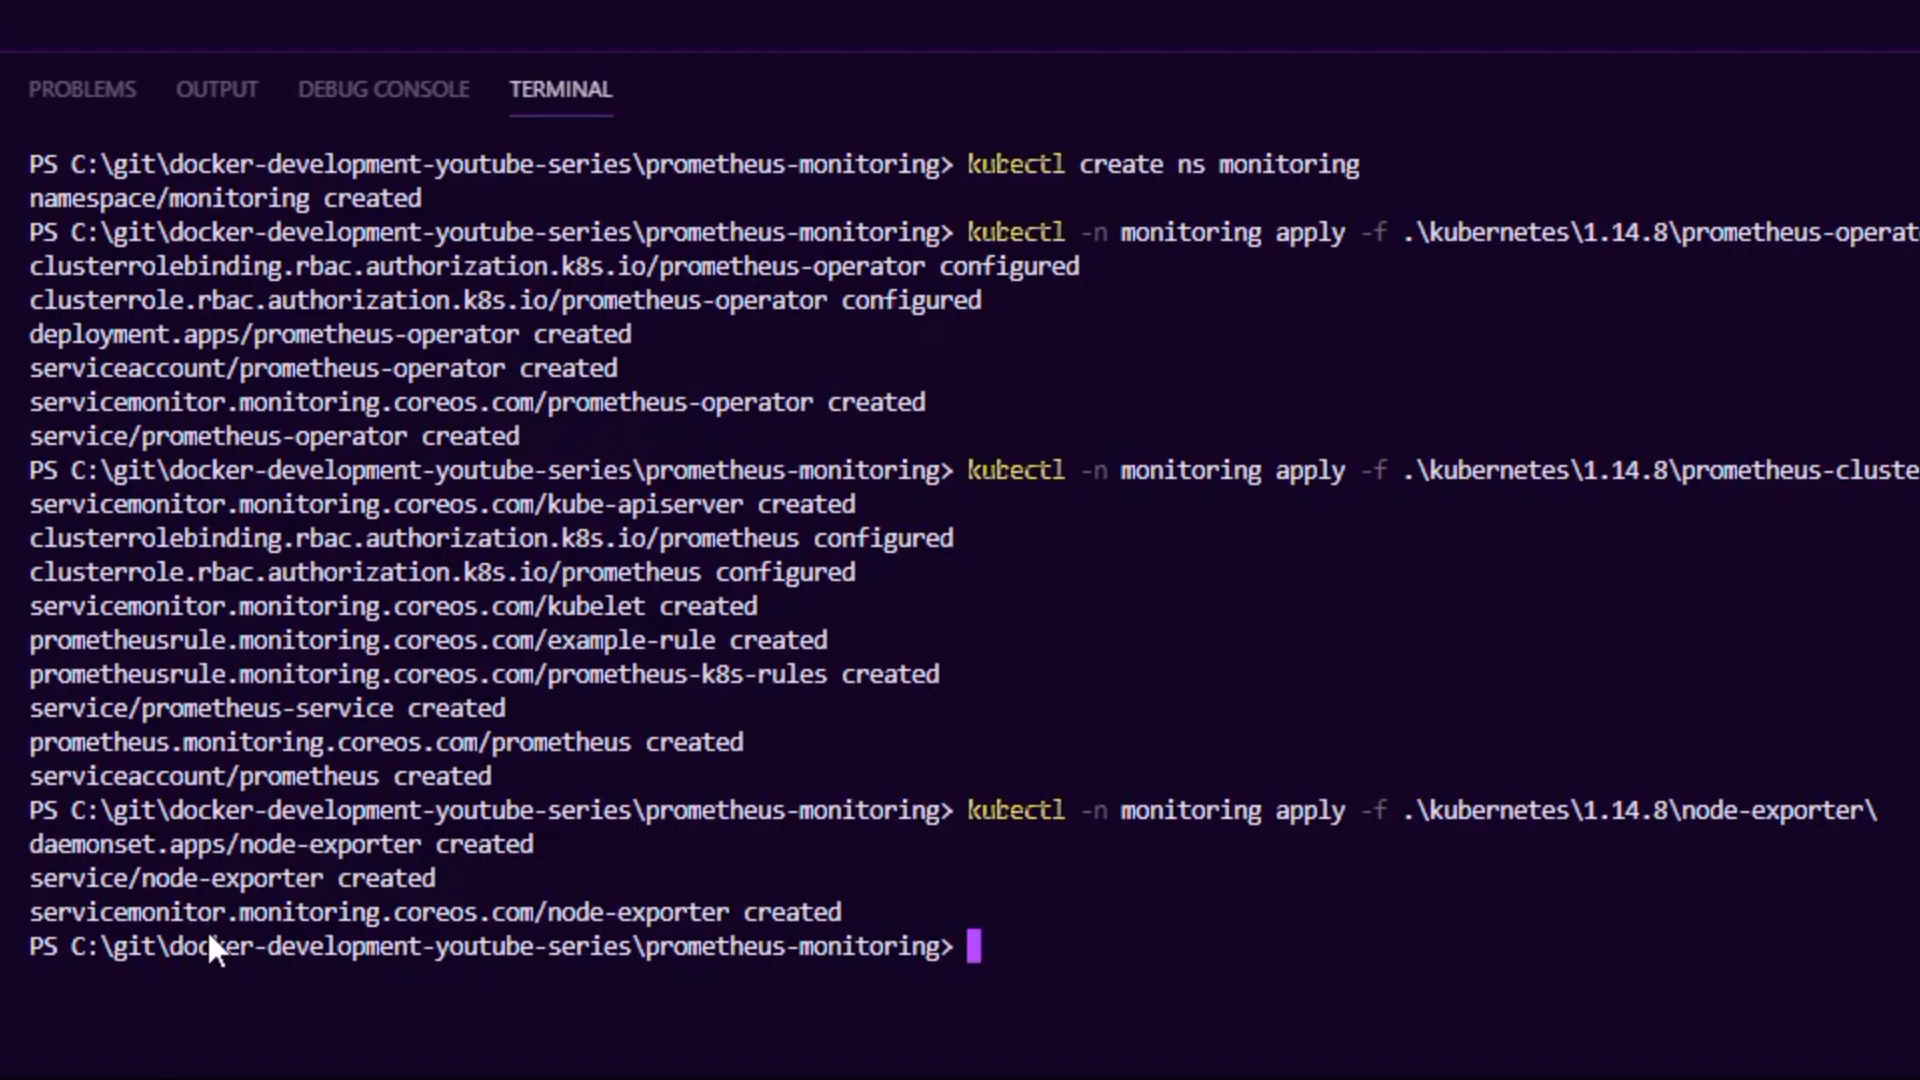 PROBLEMS OUTPUT DEBUG CONSOLE TERMINAL
PS C:\git\docker-development-youtube-series\prometheus-monitoring> kubectl create ns monitoring
namespace/monitoring created
PS C:\git\docker-development-youtube-series\prometheus-monitoring> kubectl -n monitoring apply -f .\kubernetes\1.14.8\prometheus-operat
clusterrolebinding.rbac.authorization.k8s.io/prometheus-operator configured
clusterrole.rbac.authorization.k8s.io/prometheus-operator configured
deployment.apps/prometheus-operator created
serviceaccount/prometheus-operator created
servicemonitor.monitoring.coreos.com/prometheus-operator created
service/prometheus-operator created
PS C:\git\docker-development-youtube-series\prometheus-monitoring> kubectl -n monitoring apply -f .\kubernetes\1.14.8\prometheus-cluste
servicemonitor.monitoring.coreos.com/kube-apiserver created
clusterrolebinding.rbac.authorization.k8s.io/prometheus configured
clusterrole.rbac.authorization.k8s.io/prometheus configured
servicemonitor.monitoring.coreos.com/kubelet created
prometheusrule.monitoring.coreos.com/example-rule created
prometheusrule.monitoring.coreos.com/prometheus-k8s-rules created
service/prometheus-service created
prometheus.monitoring.coreos.com/prometheus created
serviceaccount/prometheus created
PS C:\git\docker-development-youtube-series\prometheus-monitoring> kubectl -n monitoring apply -f .\kubernetes\1.14.8\node-exporter\
daemonset.apps/node-exporter created
service/node-exporter created
servicemonitor.monitoring.coreos.com/node-exporter created
PS C:\git\docker-development-youtube-series\prometheus-monitoring>